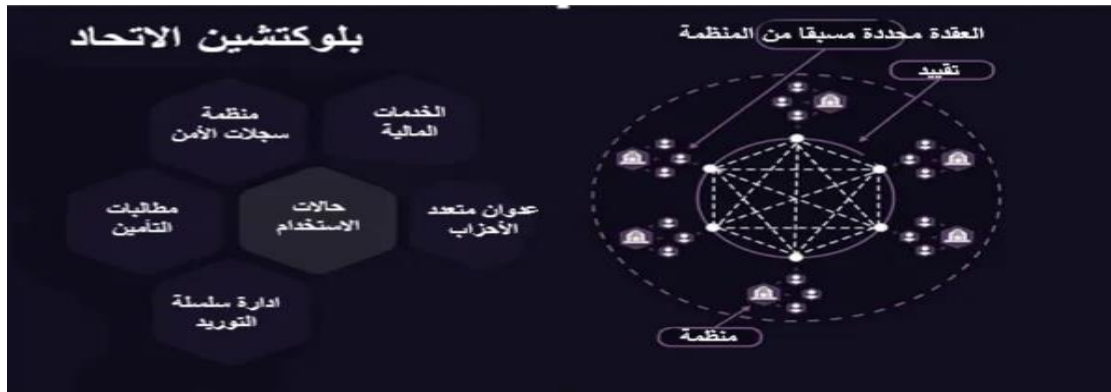 العقدة محددة مسبقا من المنظمة
تقييد
منظمة
بلوكتشين الاتحاد
الخدمات
المالية
منظمة
سجلات الأمن
عدوان متعدد
الأحزاب
حالات
الاستخدام
مطالبات
التأمين
ادارة سلسلة
التوريد